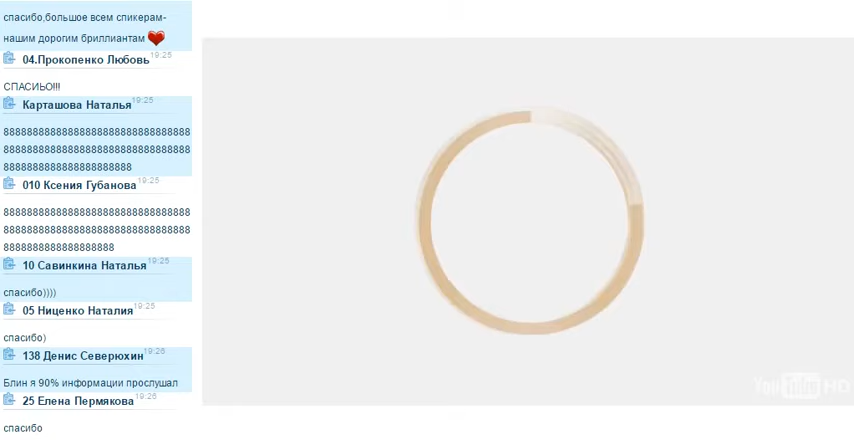 спасибо,большое всем спикерам-
нашим дорогим бриллиантам
04.Прокопенко Любовь 19:25
СПАСИЬО!!!
Карташова Наталья 19:25
88888888888888888888888888888888
88888888888888888888888888888888
8888888888888888888888
010 Ксения Губанова 19:25
88888888888888888888888888888888
88888888888888888888888888888888
8888888888888888888
10 Савинкина Наталья 19:25
спасибо))))
05 Ниценко Наталия 19:25
спасибо)
138 Денис Северюхин 19:26
Блин я 90% информации прослушал
25 Елена Пермякова 19:26
спасибо
YouTube HD